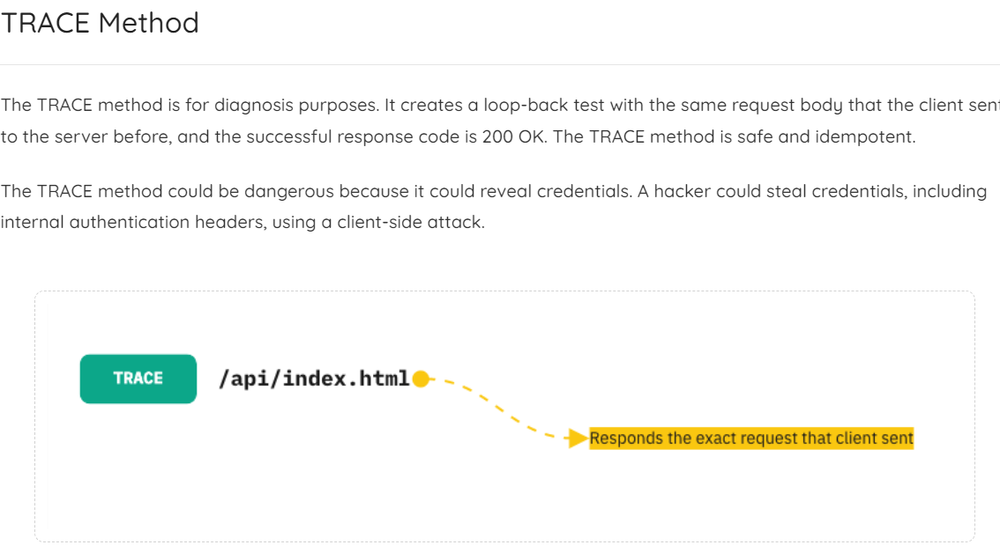 TRACE Method
The TRACE method is for diagnosis purposes. It creates a loop-back test with the same request body that the client sent
to the server before, and the successful response code is 200 OK. The TRACE method is safe and idempotent.
The TRACE method could be dangerous because it could reveal credentials. A hacker could steal credentials, including
internal authentication headers, using a client-side attack.
TRACE /api/index.html
Responds the exact request that client sent